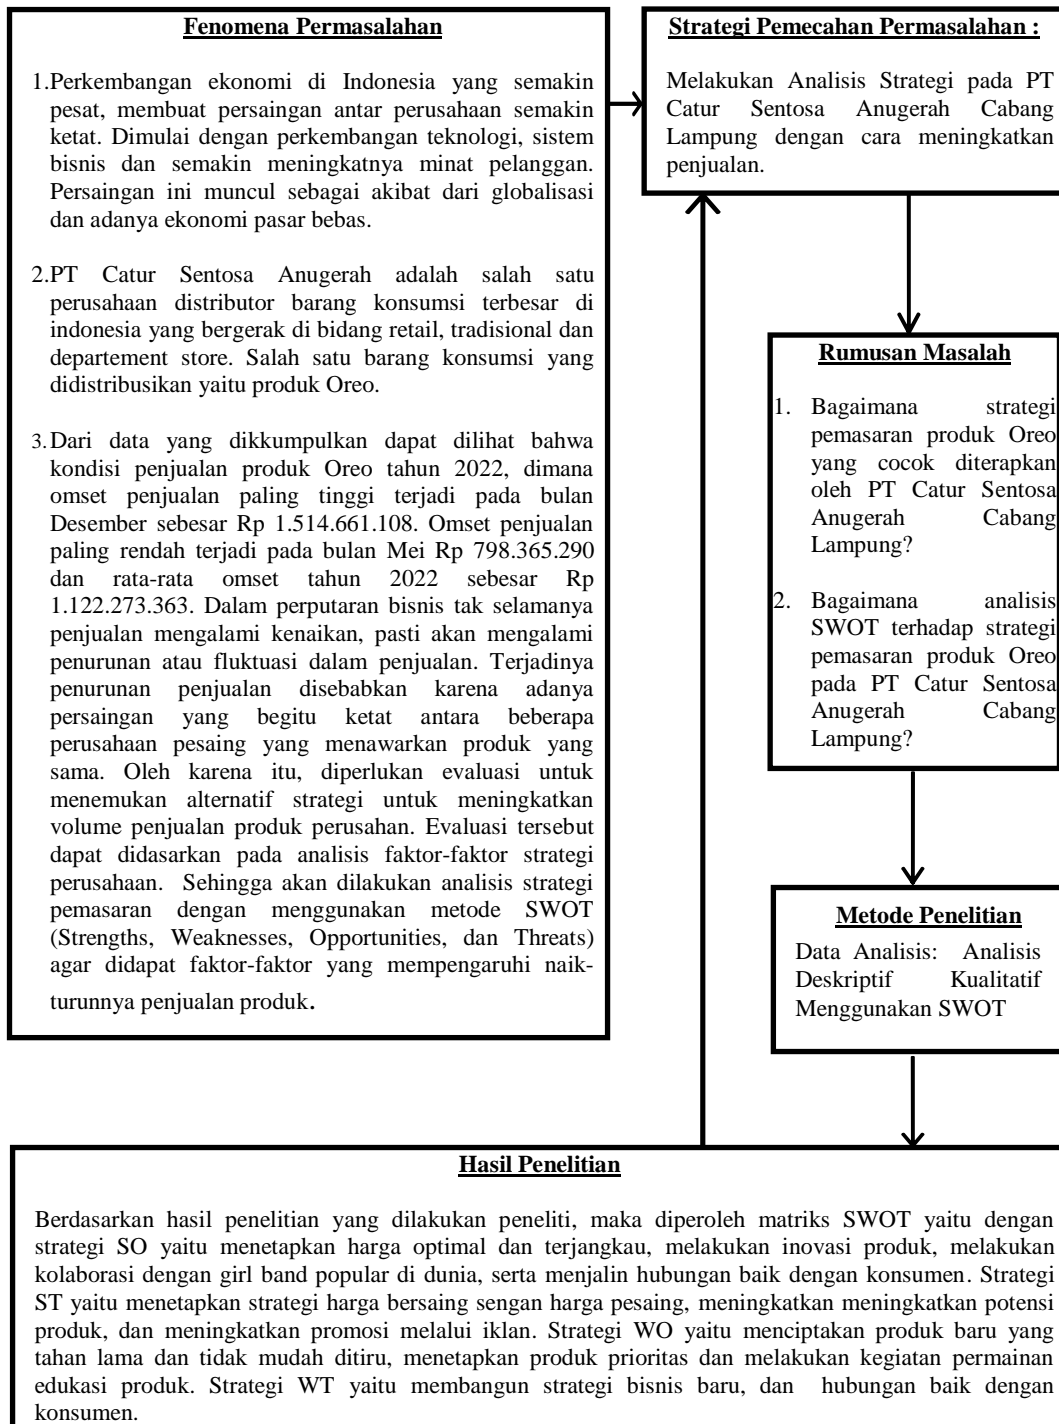 Fenomena Permasalahan
1.Perkembangan ekonomi di Indonesia yang semakin
pesat, membuat persaingan antar perusahaan semakin
ketat. Dimulai dengan perkembangan teknologi, sistem
bisnis dan semakin meningkatnya minat pelanggan.
Persaingan ini muncul sebagai akibat dari globalisasi
dan adanya ekonomi pasar bebas.
2.PT Catur Sentosa Anugerah adalah salah satu
perusahaan distributor barang konsumsi terbesar di
indonesia yang bergerak di bidang retail, tradisional dan
departement store. Salah satu barang konsumsi yang
didistribusikan yaitu produk Oreo.
3.Dari data yang dikkumpulkan dapat dilihat bahwa
kondisi penjualan produk Oreo tahun 2022, dimana
omset penjualan paling tinggi terjadi pada bulan
Desember sebesar Rp 1.514.661.108. Omset penjualan
paling rendah terjadi pada bulan Mei Rp 798.365.290
dan rata-rata omset tahun 2022 sebesar Rp
1.122.273.363. Dalam perputaran bisnis tak selamanya
penjualan mengalami kenaikan, pasti akan mengalami
penurunan atau fluktuasi dalam penjualan. Terjadinya
penurunan penjualan disebabkan karena adanya
persaingan yang begitu ketat antara beberapa
perusahaan pesaing yang menawarkan produk yang
sama. Oleh karena itu, diperlukan evaluasi untuk
menemukan alternatif strategi untuk meningkatkan
volume penjualan produk perusahan. Evaluasi tersebut
dapat didasarkan pada analisis faktor-faktor strategi
perusahaan. Sehingga akan dilakukan analisis strategi
pemasaran dengan menggunakan metode SWOT
(Strengths, Weaknesses, Opportunities, dan Threats)
agar didapat faktor-faktor yang mempengaruhi naik-
turunnya penjualan produk.
Strategi Pemecahan Permasalahan :
Melakukan Analisis Strategi pada PT
Catur Sentosa Anugerah Cabang
Lampung dengan cara meningkatkan
penjualan.
Rumusan Masalah
1. Bagaimana strategi
pemasaran produk Oreo
yang cocok diterapkan
oleh PT Catur Sentosa
Anugerah Cabang
Lampung?
2. Bagaimana analisis
SWOT terhadap strategi
pemasaran produk Oreo
pada PT Catur Sentosa
Anugerah Cabang
Lampung?
Metode Penelitian
Data Analisis: Analisis
Deskriptif Kualitatif
Menggunakan SWOT
Hasil Penelitian
Berdasarkan hasil penelitian yang dilakukan peneliti, maka diperoleh matriks SWOT yaitu dengan
strategi SO yaitu menetapkan harga optimal dan terjangkau, melakukan inovasi produk, melakukan
kolaborasi dengan girl band popular di dunia, serta menjalin hubungan baik dengan konsumen. Strategi
ST yaitu menetapkan strategi harga bersaing sengan harga pesaing, meningkatkan meningkatkan potensi
produk, dan meningkatkan promosi melalui iklan. Strategi WO yaitu menciptakan produk baru yang
tahan lama dan tidak mudah ditiru, menetapkan produk prioritas dan melakukan kegiatan permainan
edukasi produk. Strategi WT yaitu membangun strategi bisnis baru, dan hubungan baik dengan
konsumen.